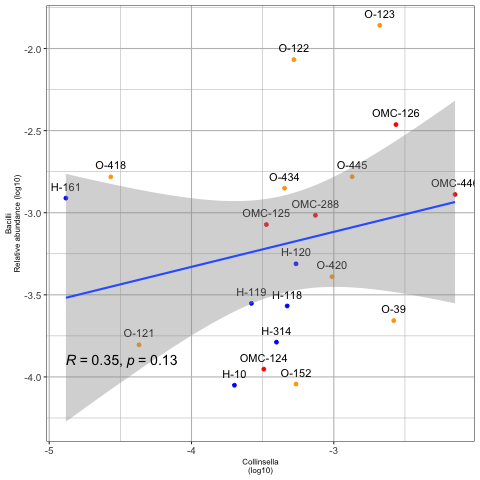 O-123
-2.0
O-122
OMC-126
-2.5
O-418
O-445
H-161
O-434
OMC-446
-3.0
OMC-125
OMC-288
H-120
O-420
-3.5
H-119
H-118
O-39
O-121
H-314
R = 0.35, p = 0.13
OMC-124
-4.0
H-10
O-152
-5
-4
-3
Bacilli
Relative abundance (log10)
Collinsella
(log10)